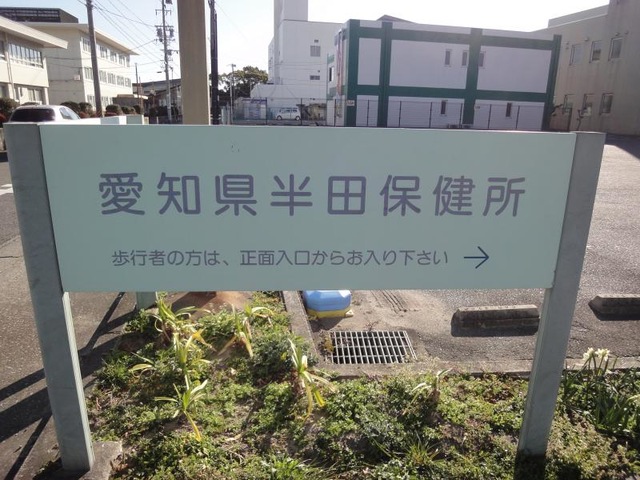 愛知県半田保健所
歩行者の方は、正面入口からお入り下さい →